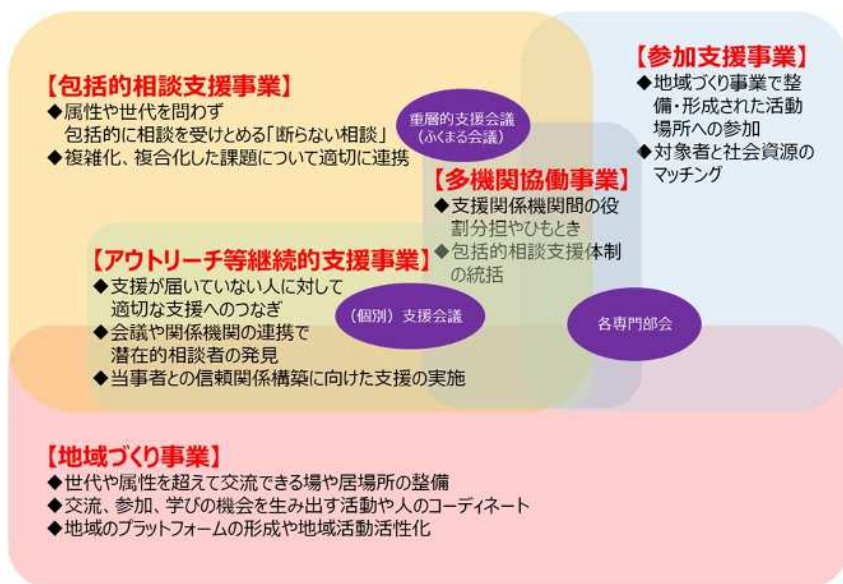 【包括的相談支援事業】
◆属性や世代を問わず
包括的に相談を受けとめる「断らない相談」
◆複雑化、複合化した課題について適切に連携
重層的支援会議
(ふくまる会議)
【参加支援事業】
◆地域づくり事業で整
備・形成された活動
場所への参加
◆対象者と社会資源の
マッチング
【多機関協働事業】
◆支援関係機関間の役
割分担やひもとき
◆包括的相談支援体制
の統括
【アウトリーチ等継続的支援事業】
◆支援が届いていない人に対して
適切な支援へのつなぎ
◆会議や関係機関の連携で
潜在的相談者の発見
◆当事者との信頼関係構築に向けた支援の実施
(個別)支援会議
各専門部会
【地域づくり事業】
◆世代や属性を超えて交流できる場や居場所の整備
◆交流、参加、学びの機会を生み出す活動や人のコーディネート
◆地域のプラットフォームの形成や地域活動活性化